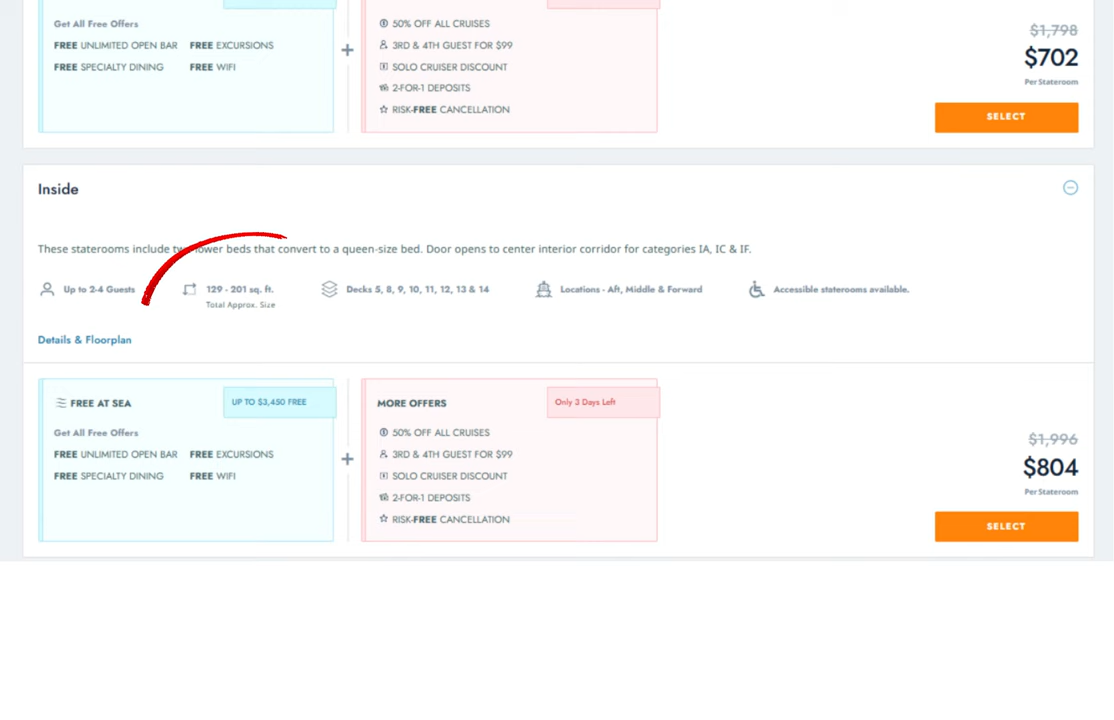 Get All Free Offers
FREE UNLIMITED OPEN BAR FREE EXCURSIONS
FREE SPECIALTY DINING FREE WIFI
+
50% OFF ALL CRUISES
3RD & 4TH GUEST FOR $99
SOLO CRUISER DISCOUNT
2-FOR-1 DEPOSITS
RISK-FREE CANCELLATION
$1,798
$702
Per Stateroom
SELECT
Inside
These staterooms include two lower beds that convert to a queen-size bed. Door opens to center interior corridor for categories IA, IC & IF.
Up to 2-4 Guests
129 - 201 sq. ft.
Total Approx. Size
Decks 5, 8, 9, 10, 11, 12, 13 & 14
Locations - Aft, Middle & Forward
Accessible staterooms available.
Details & Floorplan
FREE AT SEA
UP TO $3,450 FREE
Get All Free Offers
FREE UNLIMITED OPEN BAR FREE EXCURSIONS
FREE SPECIALTY DINING FREE WIFI
+
MORE OFFERS
Only 3 Days Left
50% OFF ALL CRUISES
3RD & 4TH GUEST FOR $99
SOLO CRUISER DISCOUNT
2-FOR-1 DEPOSITS
RISK-FREE CANCELLATION
$1,996
$804
Per Stateroom
SELECT